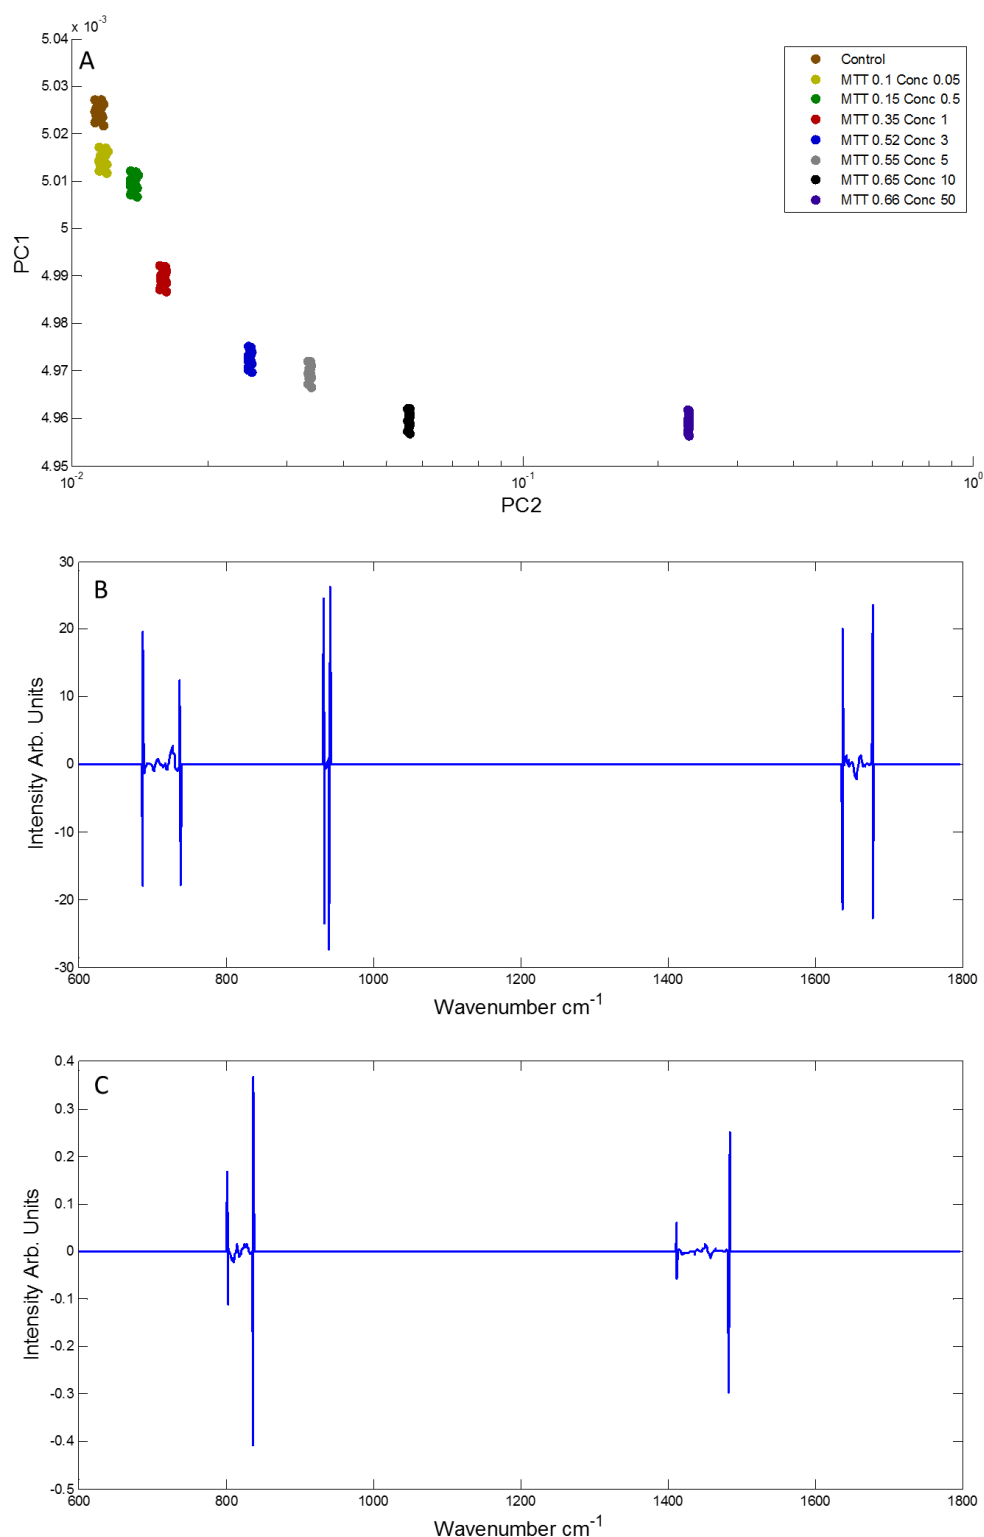 x 10⁻³
5.04
A
5.03
5.02
5.01
5
4.99
4.98
4.97
4.96
4.95
PC1
Control
MTT 0.1 Conc 0.05
MTT 0.15 Conc 0.5
MTT 0.35 Conc 1
MTT 0.52 Conc 3
MTT 0.55 Conc 5
MTT 0.65 Conc 10
MTT 0.66 Conc 50
10⁻² 10⁻¹ 10⁰
PC2
B
30
20
10
0
-10
-20
-30
Intensity Arb. Units
600 800 1000 1200 1400 1600 1800
Wavenumber cm⁻¹
C
0.4
0.3
0.2
0.1
0
-0.1
-0.2
-0.3
-0.4
-0.5
Intensity Arb. Units
600 800 1000 1200 1400 1600 1800
Wavenumber cm⁻¹